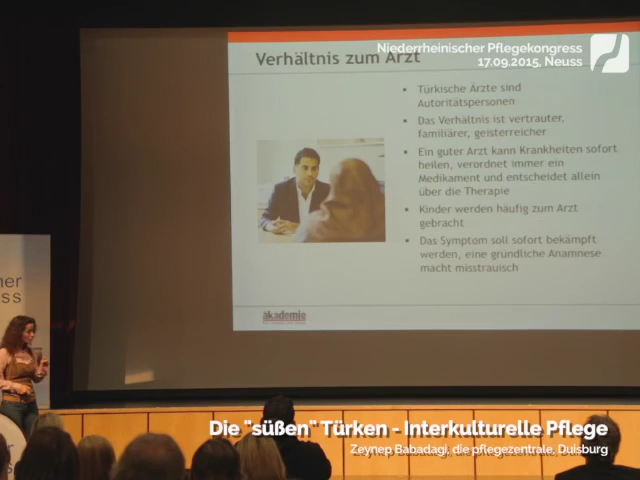 Niederrheinischer Pflegekongress
17.09.2015, Neuss
Verhältnis zum Arzt
▪ Türkische Ärzte sind
Autoritätspersonen
▪ Das Verhältnis ist vertrauter,
familiärer, geisterreicher
▪ Ein guter Arzt kann Krankheiten sofort
heilen, verordnet immer ein
Medikament und entscheidet allein
über die Therapie
▪ Kinder werden häufig zum Arzt
gebracht
▪ Das Symptom soll sofort bekämpft
werden, eine gründliche Anamnese
macht misstrauisch
akademie
Die "süßen" Türken - Interkulturelle Pflege
Zeynep Babadagi, die pflegezentrale, Duisburg